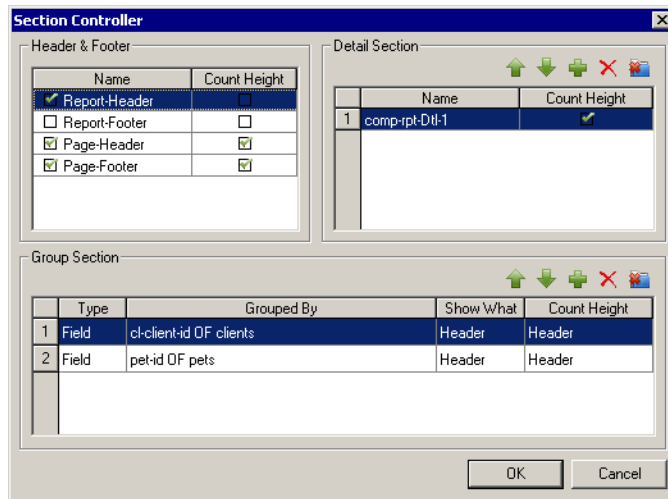 Section Controller
Header & Footer
Name Count Height
Report-Header
Report-Footer
Page-Header
Page-Footer
Detail Section
Name Count Height
1 comp-rpt-Dtl-1
Group Section
Type Grouped By Show What Count Height
1 Field cl-client-id OF clients Header Header
2 Field pet-id OF pets Header Header
OK Cancel